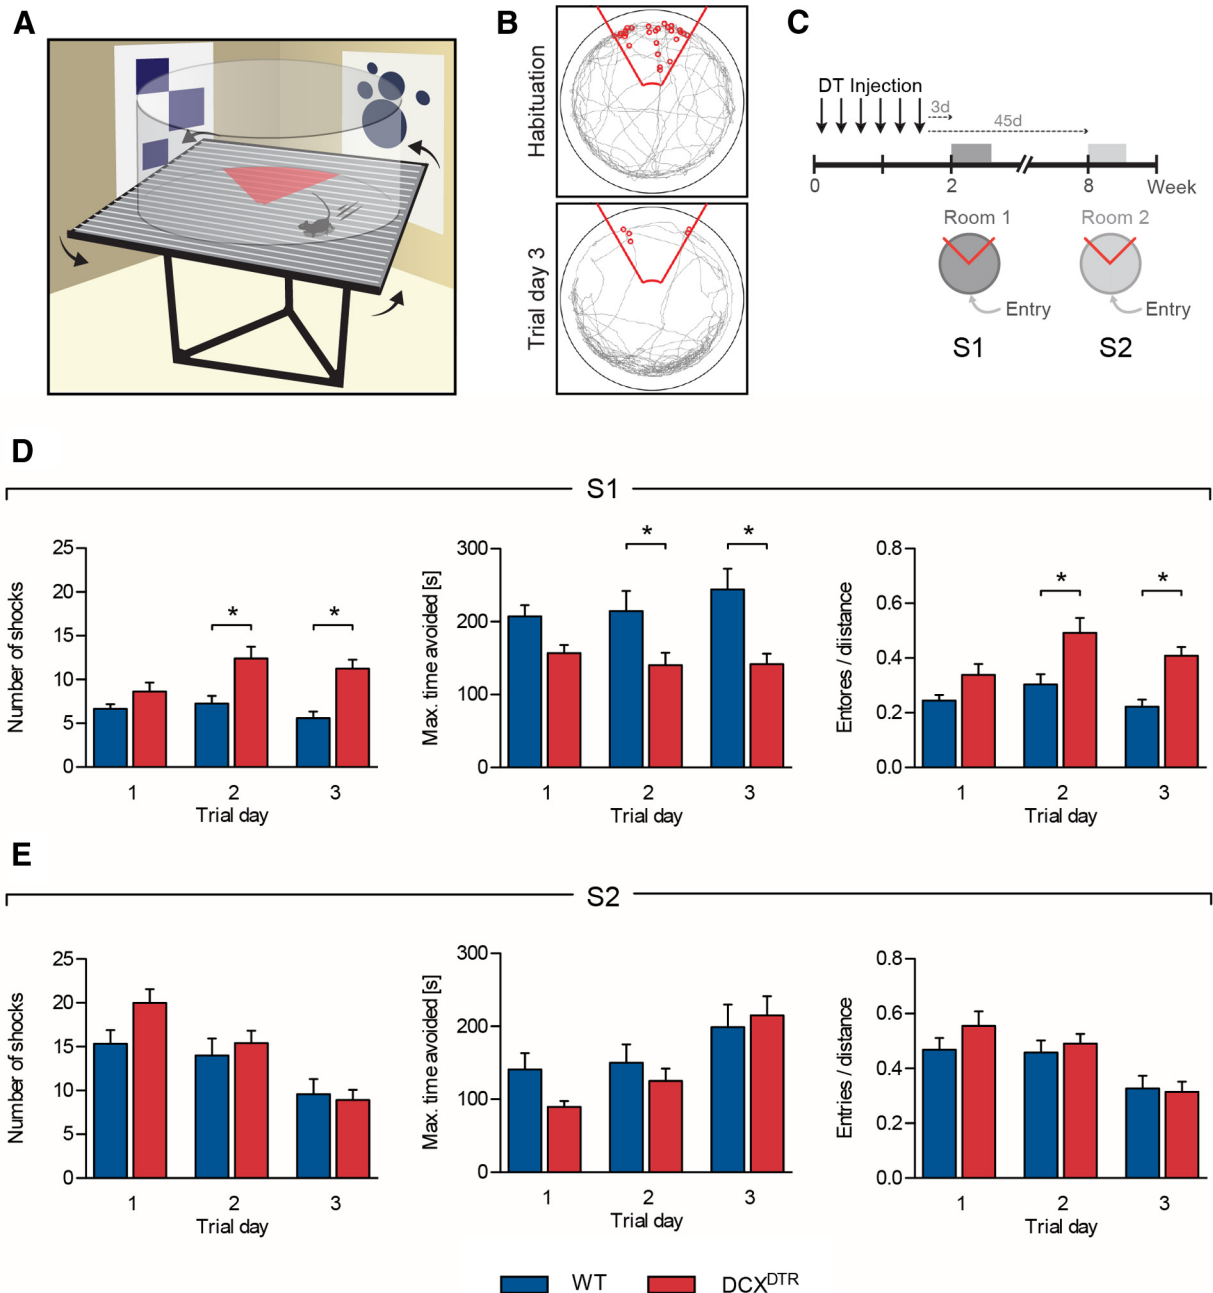 A
B
Habituation
Trial day 3
C
DT Injection
3d
45d
0
2
8
Week
Room 1
Room 2
Entry
Entry
S1
S2
D
S1
Number of shocks
25
20
15
10
5
0
*
*
1
2
3
Trial day
Max. time avoided [s]
300
200
100
0
*
*
1
2
3
Trial day
Entores / diistance
0.8
0.6
0.4
0.2
0.0
*
*
1
2
3
Trial day
E
S2
Number of shocks
25
20
15
10
5
0
1
2
3
Trial day
Max. time avoided [s]
300
200
100
0
1
2
3
Trial day
Entries / distance
0.8
0.6
0.4
0.2
0.0
1
2
3
Trial day
WT
DCX^DTR